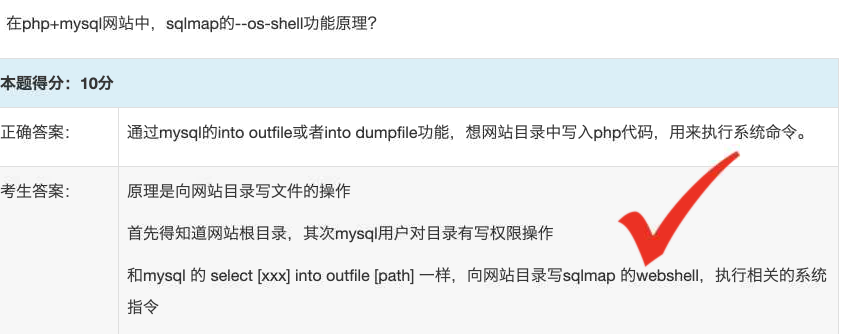 在php+mysql网站中，sqlmap的--os-shell功能原理？
本题得分：10分
正确答案：
通过mysql的into outfile或者into dumpfile功能，想网站目录中写入php代码，用来执行系统命令。
考生答案：
原理是向网站目录写文件的操作
首先得知道网站根目录，其次mysql用户对目录有写权限操作
和mysql 的 select [xxx] into outfile [path] 一样，向网站目录写sqlmap 的webshell，执行相关的系统
指令